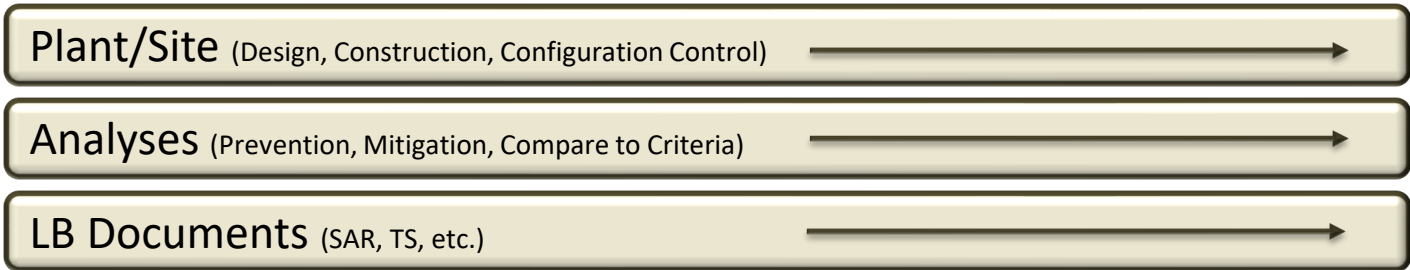 Plant/Site (Design, Construction, Configuration Control)
Analyses (Prevention, Mitigation, Compare to Criteria)
LB Documents (SAR, TS, etc.)